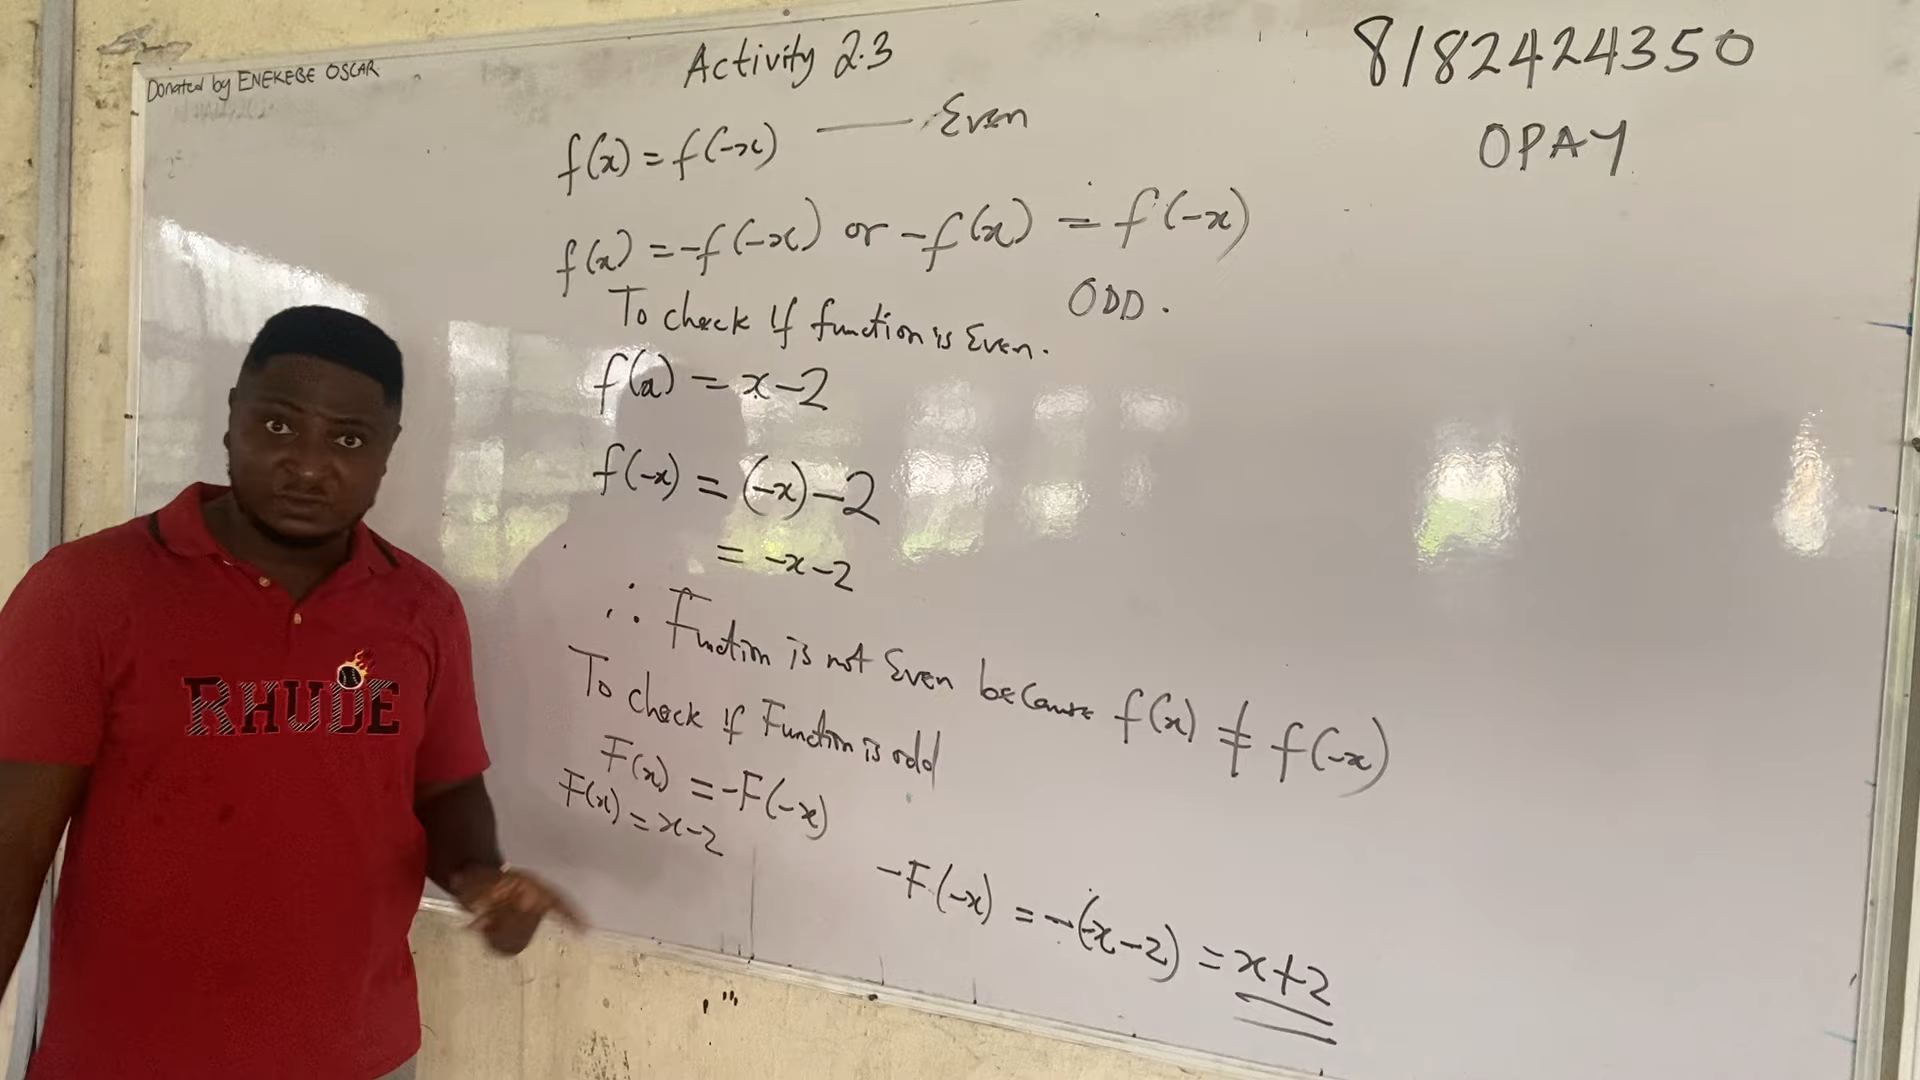 Donated by ENEKEBE OSCAR
Activity 2.3
8182424350
OPAY
f(x) = f(-x) —— Even
f(x) = -f(-x) or -f(x) = f(-x)
ODD.
To check if function is Even.
f(x) = x-2
f(-x) = (-x)-2
= -x-2
∴ Function is not Even because f(x) ≠ f(-x)
To check if Function is odd
F(x) = -F(-x)
F(x) = x-2
-F(-x) = -(-x-2) = x+2
RHUDE